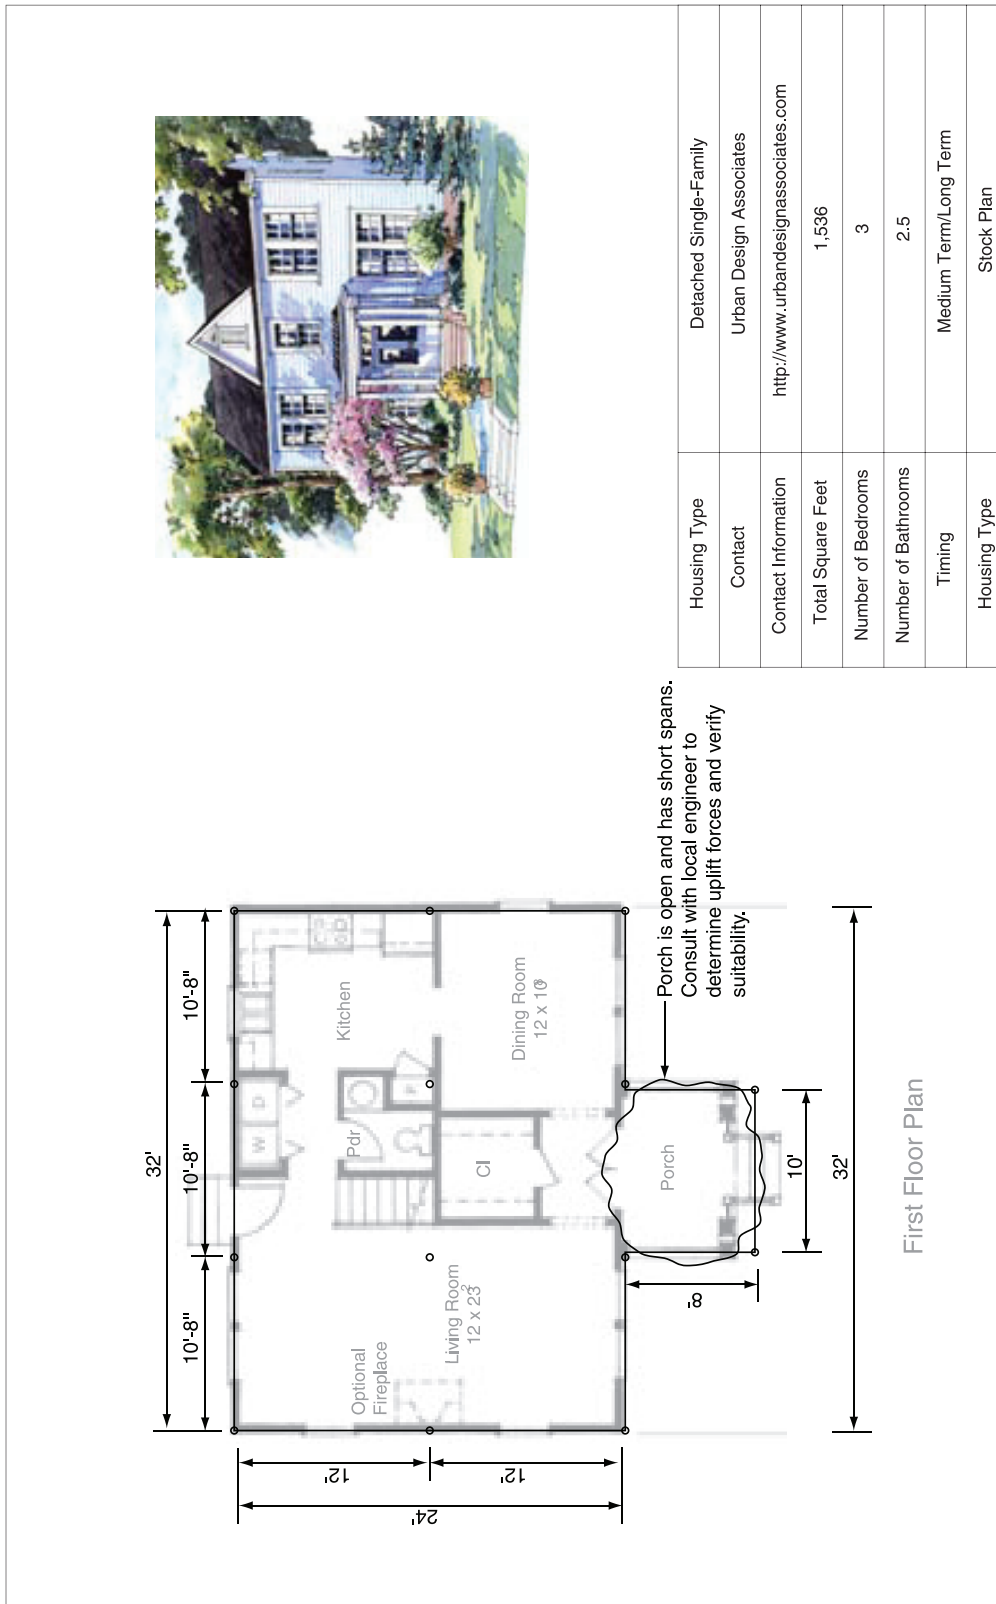 32'
10'-8"
10'-8"
10'-8"
24'
12'
12'
Optional
Fireplace
Living Room
12 x 23²
W
D
Pdr
Kitchen
Cl
Dining Room
12 x 10⁸
Porch
8'
10'
32'
Porch is open and has short spans.
Consult with local engineer to
determine uplift forces and verify
suitability.
First Floor Plan
Housing Type Detached Single-Family
Contact Urban Design Associates
Contact Information http://www.urbandesignassociates.com
Total Square Feet 1,536
Number of Bedrooms 3
Number of Bathrooms 2.5
Timing Medium Term/Long Term
Housing Type Stock Plan